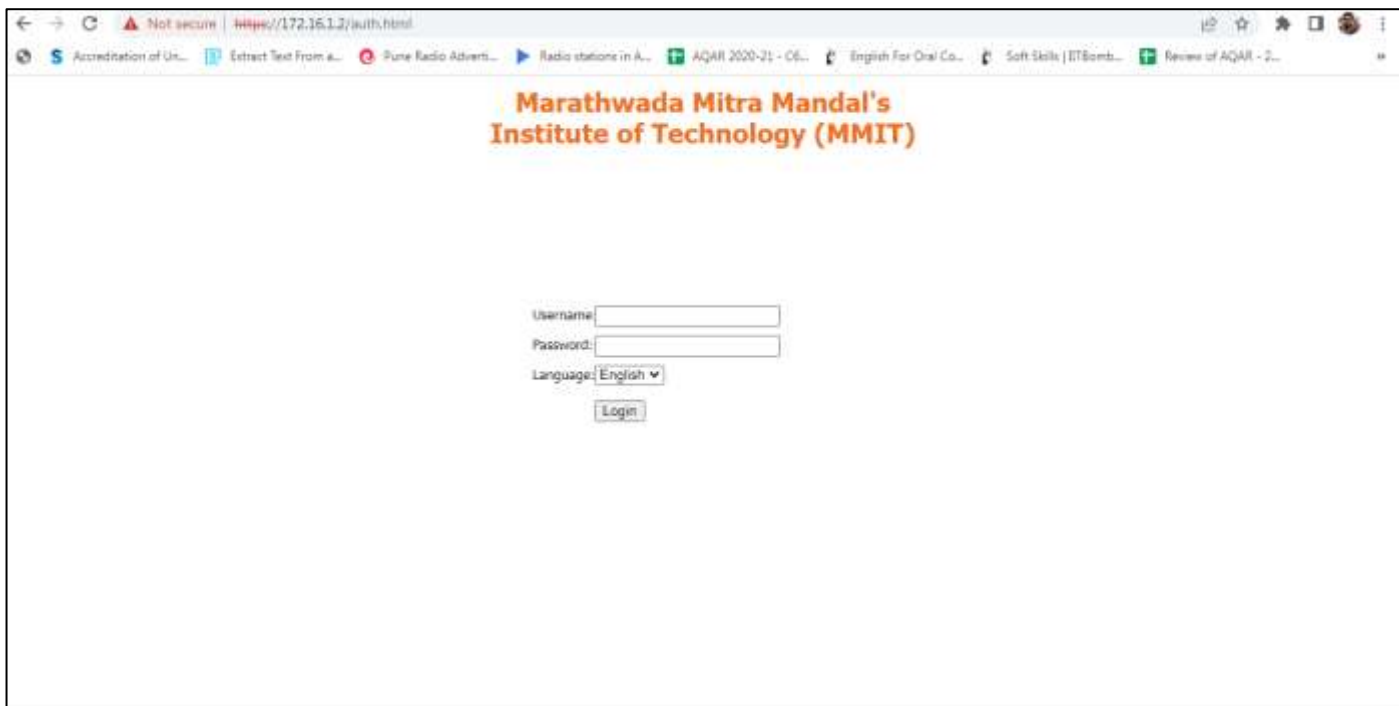 Not secure | https://172.16.1.2/auth.html
Accreditation of Un... Extract Text From a... Pune Radio Adverti... Radio stations in A... AQAR 2020-21 - C6... English For Oral Co... Soft Skills | IITBomb... Review of AQAR - 2... »
Marathwada Mitra Mandal's
Institute of Technology (MMIT)
Username:
Password:
Language: English
Login